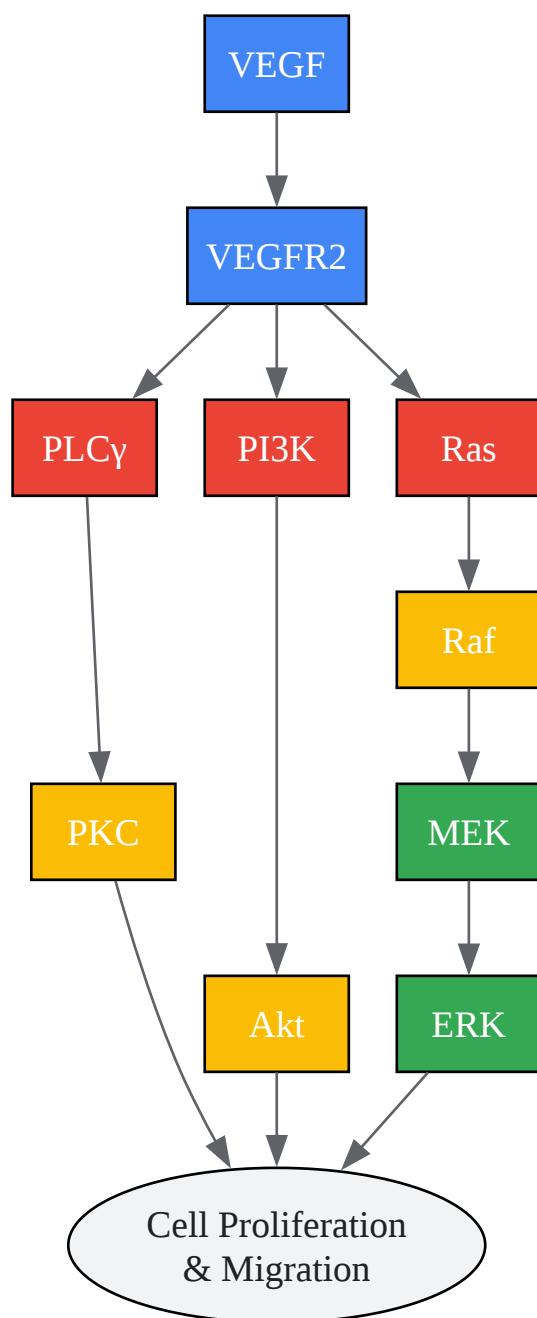 VEGF
VEGFR2
PLCγ
PI3K
Ras
Raf
PKC
MEK
Akt
ERK
Cell Proliferation
& Migration